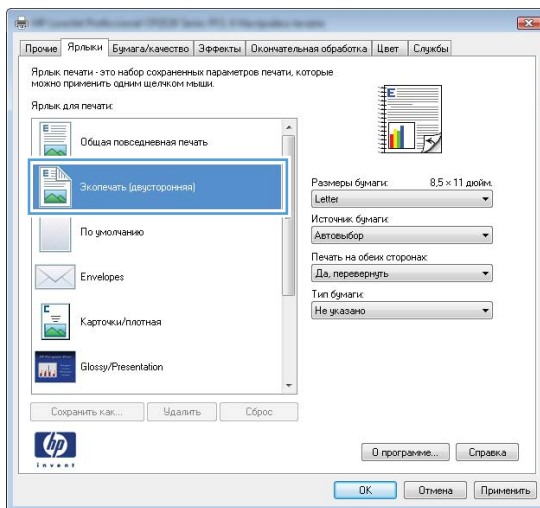 Прочие Ярлыки Бумага/качество Эффекты Окончательная обработка Цвет Службы
Ярлык печати - это набор сохраненных параметров печати, которые
можно применить одним щелчком мыши.
Ярлык для печати:
Общая повседневная печать
Экопечать (двусторонняя)
По умолчанию
Envelopes
Карточки/плотная
Glossy/Presentation
Размеры бумаги: 8,5 × 11 дюйм.
Letter
Источник бумаги:
Автовыбор
Печать на обеих сторонах:
Да, перевернуть
Тип бумаги:
Не указано
Сохранить как... Удалить Сброс
hp
invent
О программе... Справка
OK Отмена Применить